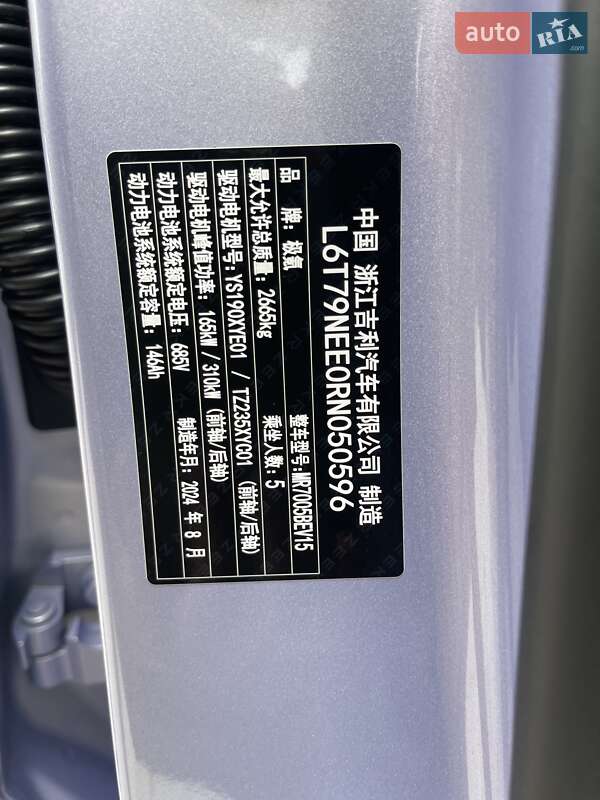 auto RIA.com
中国 浙江吉利汽车有限公司 制造
L6T79NEE0RN050596
品 牌：极氪 整车型号：MR7005BEV15
最大允许总质量：2665kg 乘坐人数：5
驱动电机型号：YS190XYE01 / TZ235XYC01 (前轴/后轴)
驱动电机峰值功率：165kW / 310kW (前轴/后轴)
动力电池系统额定电压：685V 制造年月：2024 年 8 月
动力电池系统额定容量：146Ah